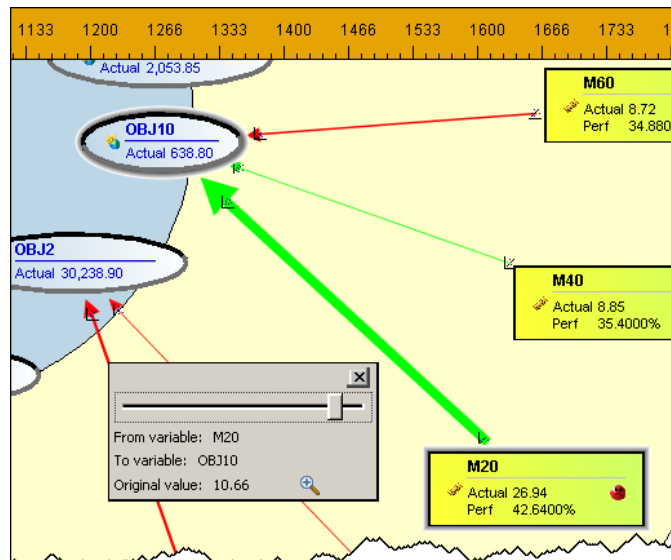 1133 1200 1266 1333 1400 1466 1533 1600 1666 1733
Actual 2,053.85
M60
Actual 8.72
Perf 34.880
OBJ10
Actual 638.80
OBJ2
Actual 30,238.90
M40
Actual 8.85
Perf 35.4000%
From variable: M20
To variable: OBJ10
Original value: 10.66
M20
Actual 26.94
Perf 42.6400%